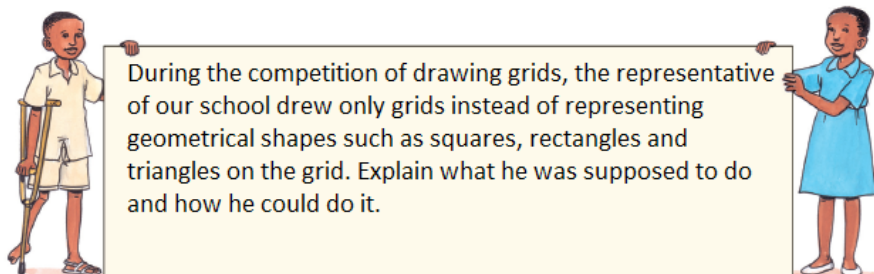 During the competition of drawing grids, the representative
of our school drew only grids instead of representing
geometrical shapes such as squares, rectangles and
triangles on the grid. Explain what he was supposed to do
and how he could do it.